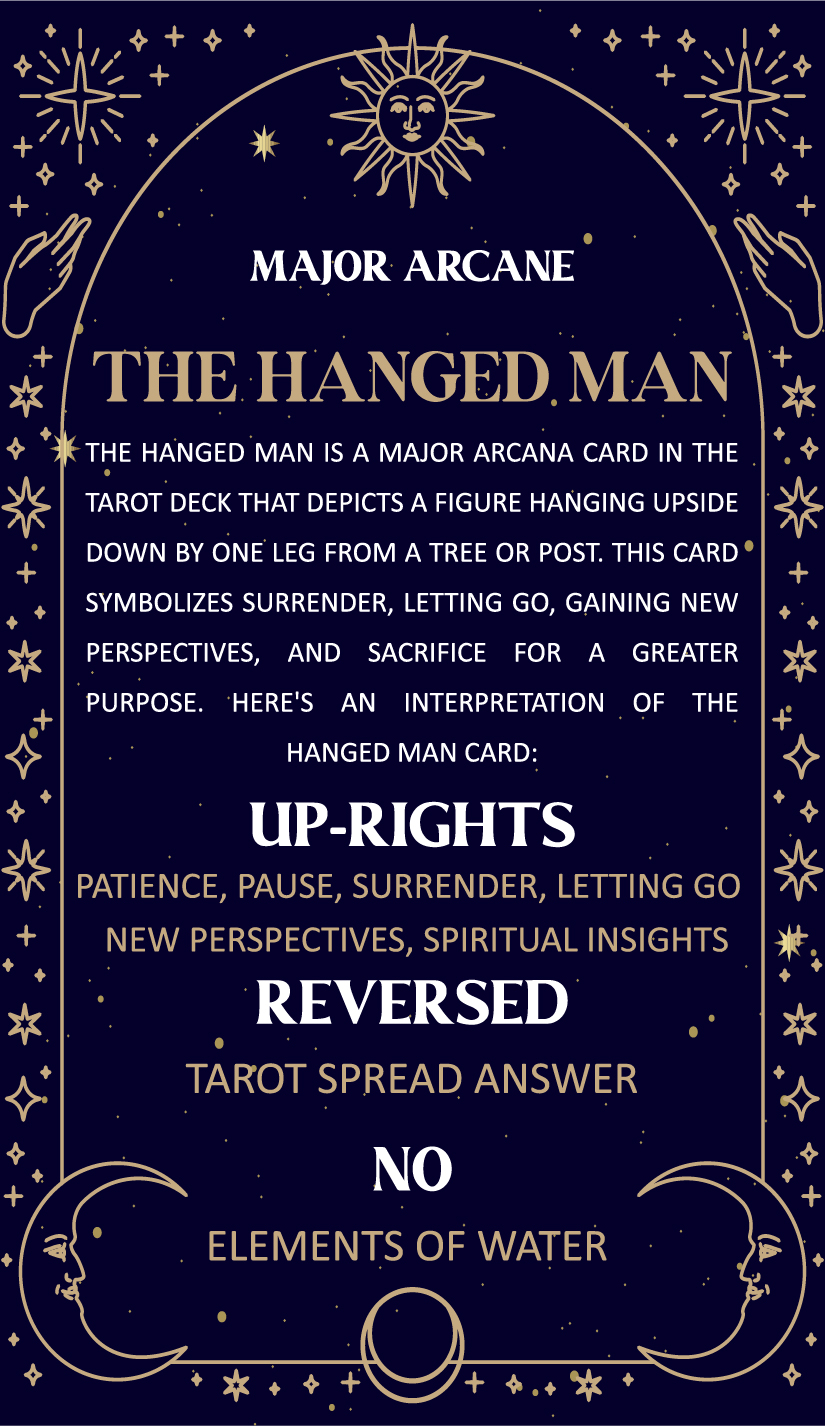 MAJOR ARCANE
THE HANGED MAN
THE HANGED MAN IS A MAJOR ARCANA CARD IN THE
TAROT DECK THAT DEPICTS A FIGURE HANGING UPSIDE
DOWN BY ONE LEG FROM A TREE OR POST. THIS CARD
SYMBOLIZES SURRENDER, LETTING GO, GAINING NEW
PERSPECTIVES, AND SACRIFICE FOR A GREATER
PURPOSE. HERE'S AN INTERPRETATION OF THE
HANGED MAN CARD:
UP-RIGHTS
PATIENCE, PAUSE, SURRENDER, LETTING GO
NEW PERSPECTIVES, SPIRITUAL INSIGHTS
REVERSED
TAROT SPREAD ANSWER
NO
ELEMENTS OF WATER